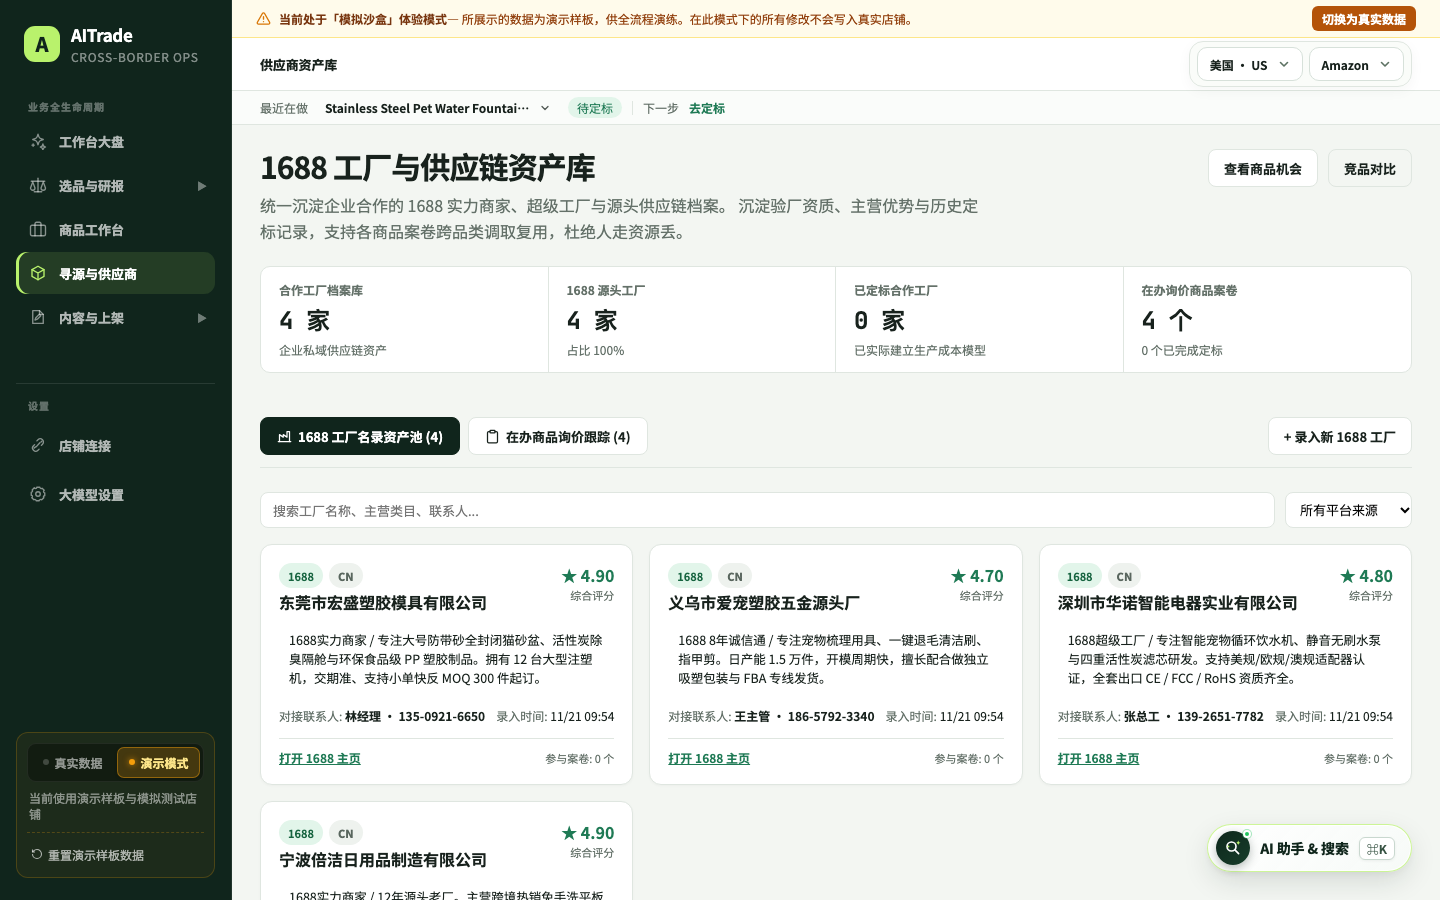 A
AITrade
CROSS-BORDER OPS
业务全生命周期
工作台大盘
选品与研报
商品工作台
寻源与供应商
内容与上架
设置
店铺连接
大模型设置
真实数据
演示模式
当前使用演示样板与模拟测试店
铺
重置演示样板数据
当前处于「模拟沙盒」体验模式— 所展示的数据为演示样板，供全流程演练。在此模式下的所有修改不会写入真实店铺。
切换为真实数据
供应商资产库
美国 • US
Amazon
最近在做
Stainless Steel Pet Water Fountai···
待定标
下一步
去定标
1688 工厂与供应链资产库
查看商品机会
竞品对比
统一沉淀企业合作的 1688 实力商家、超级工厂与源头供应链档案。 沉淀验厂资质、主营优势与历史定
标记录，支持各商品案卷跨品类调取复用，杜绝人走资源丢。
合作工厂档案库
4 家
企业私域供应链资产
1688 源头工厂
4 家
占比 100%
已定标合作工厂
0 家
已实际建立生产成本模型
在办询价商品案卷
4 个
0 个已完成定标
1688 工厂名录资产池 (4)
在办商品询价跟踪 (4)
+ 录入新 1688 工厂
搜索工厂名称、主营类目、联系人...
所有平台来源
1688
CN
★ 4.90
综合评分
东莞市宏盛塑胶模具有限公司
1688实力商家 / 专注大号防带砂全封闭猫砂盆、活性炭除
臭隔舱与环保食品级 PP 塑胶制品。拥有 12 台大型注塑
机，交期准、支持小单快反 MOQ 300 件起订。
对接联系人: 林经理 • 135-0921-6650
录入时间: 11/21 09:54
打开 1688 主页
参与案卷: 0 个
1688
CN
★ 4.70
综合评分
义乌市爱宠塑胶五金源头厂
1688 8年诚信通 / 专注宠物梳理用具、一键退毛清洁刷、
指甲剪。日产能 1.5 万件，开模周期快，擅长配合做独立
吸塑包装与 FBA 专线发货。
对接联系人: 王主管 • 186-5792-3340
录入时间: 11/21 09:54
打开 1688 主页
参与案卷: 0 个
1688
CN
★ 4.80
综合评分
深圳市华诺智能电器实业有限公司
1688超级工厂 / 专注智能宠物循环饮水机、静音无刷水泵
与四重活性炭滤芯研发。支持美规/欧规/澳规适配器认
证，全套出口 CE / FCC / RoHS 资质齐全。
对接联系人: 张总工 • 139-2651-7782
录入时间: 11/21 09:54
打开 1688 主页
参与案卷: 0 个
1688
CN
★ 4.90
综合评分
宁波倍洁日用品制造有限公司
1688实力商家 / 12年源头老厂。主营跨境热销免手洗平板
AI 助手 & 搜索
⌘K